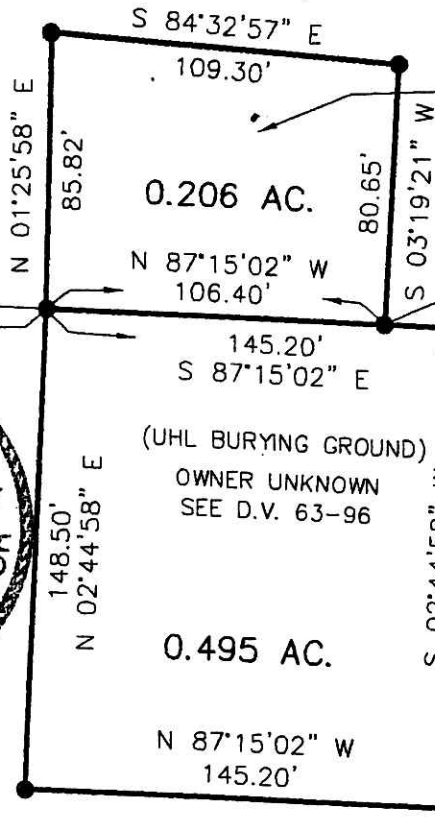 S 84°32'57" E
109.30'
N 01°25'58" E
85.82'
0.206 AC.
80.65'
S 03°19'21" W
N 87°15'02" W
106.40'
145.20'
S 87°15'02" E
(UHL BURYING GROUND)
OWNER UNKNOWN
SEE D.V. 63-96
148.50'
N 02°44'58" E
0.495 AC.
N 87°15'02" W
145.20'